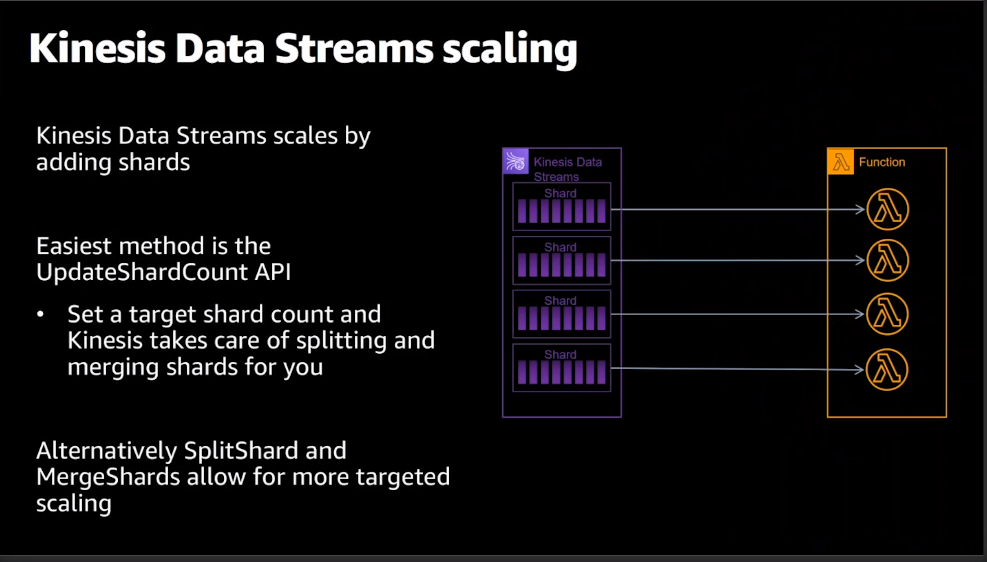 Kinesis Data Streams scaling
Kinesis Data Streams scales by
adding shards
Easiest method is the
UpdateShardCount API
• Set a target shard count and
Kinesis takes care of splitting and
merging shards for you
Alternatively SplitShard and
MergeShards allow for more targeted
scaling
Kinesis Data
Streams
Shard
Shard
Shard
Shard
Function